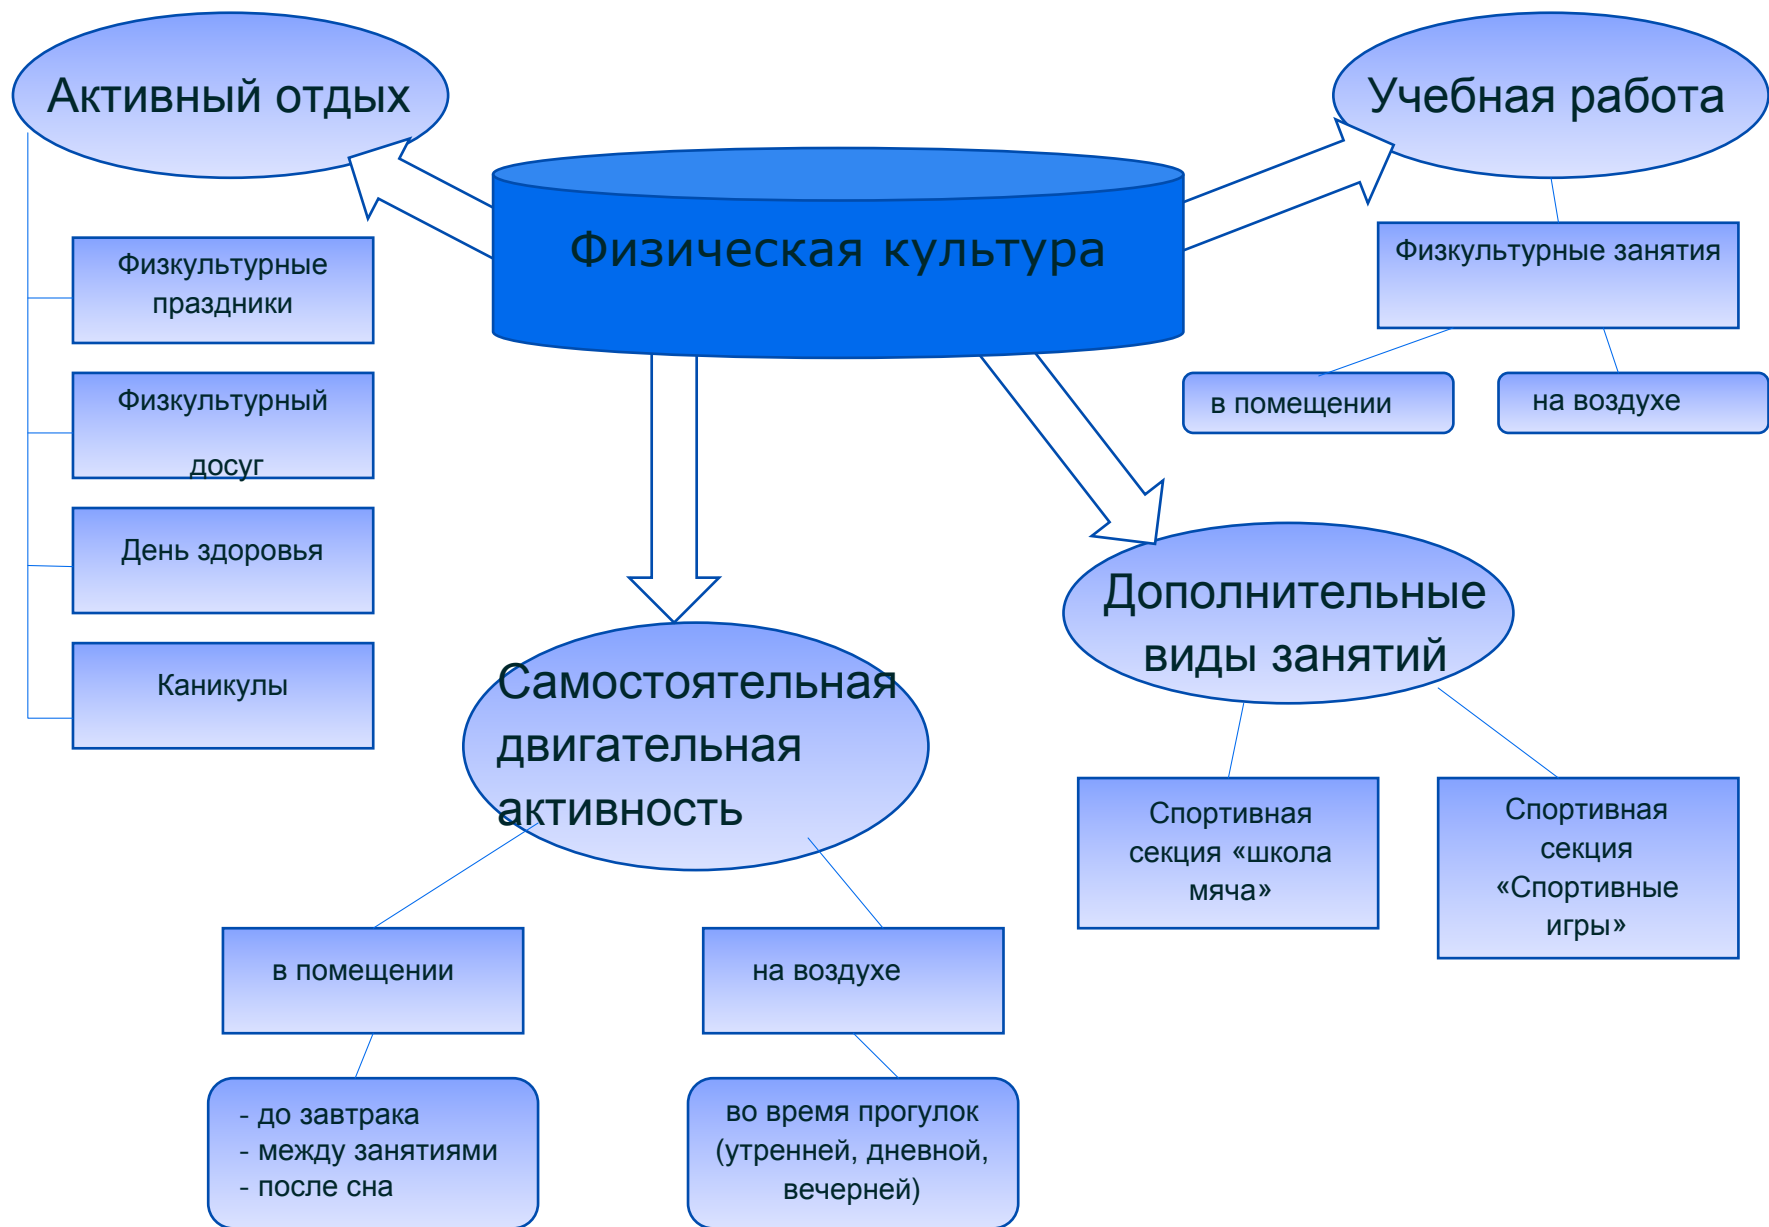 Активный отдых
Учебная работа
Физическая культура
Физкультурные
праздники
Физкультурный
досуг
День здоровья
Каникулы
Физкультурные занятия
в помещении
на воздухе
Дополнительные
виды занятий
Самостоятельная
двигательная
активность
Спортивная
секция «школа
мяча»
Спортивная
секция
«Спортивные
игры»
в помещении
на воздухе
- до завтрака
- между занятиями
- после сна
во время прогулок
(утренней, дневной,
вечерней)